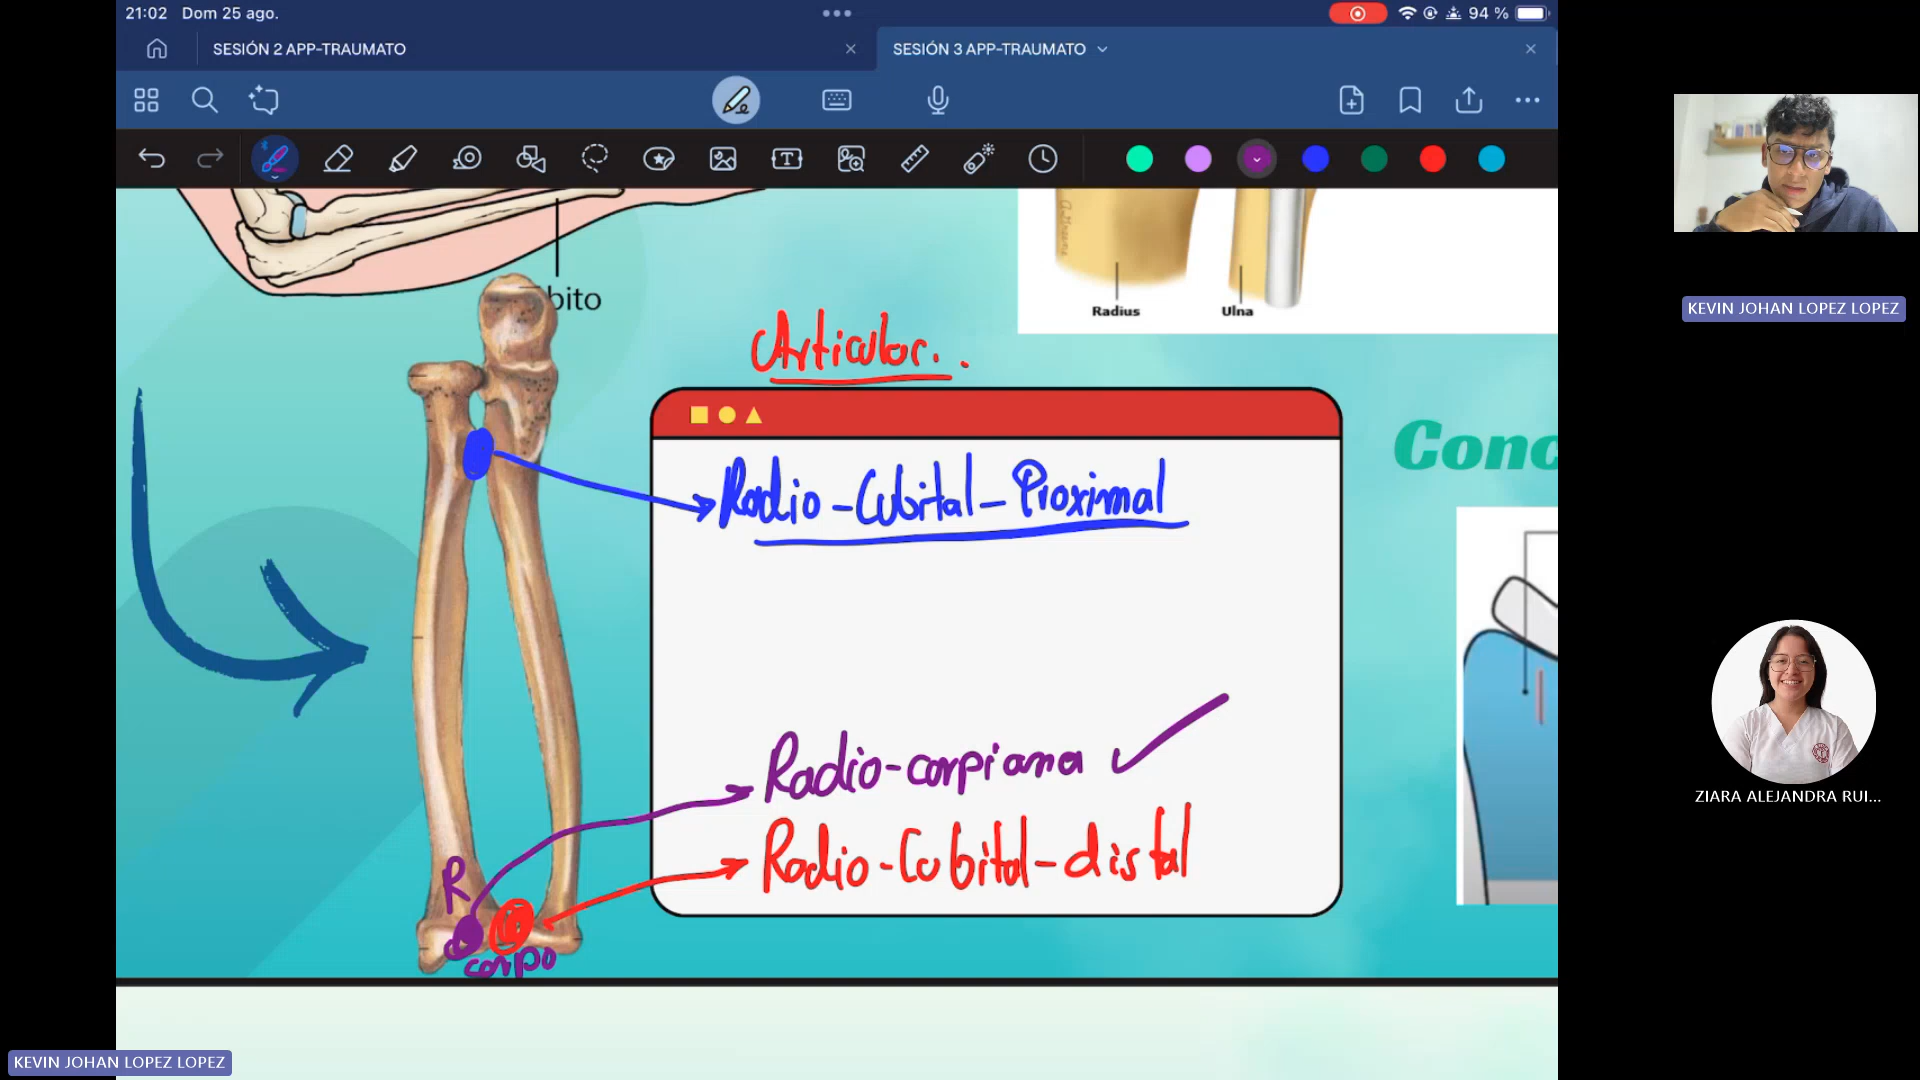 21:02 Dom 25 ago.
94 %
SESIÓN 2 APP-TRAUMATO
SESIÓN 3 APP-TRAUMATO
bito
Radius
Ulna
Articular..
Radio-Cubital-Proximal
Conc
Radio-carpiana
Radio-Cubital-distal
R
carpo
KEVIN JOHAN LOPEZ LOPEZ
ZIARA ALEJANDRA RUI...
KEVIN JOHAN LOPEZ LOPEZ